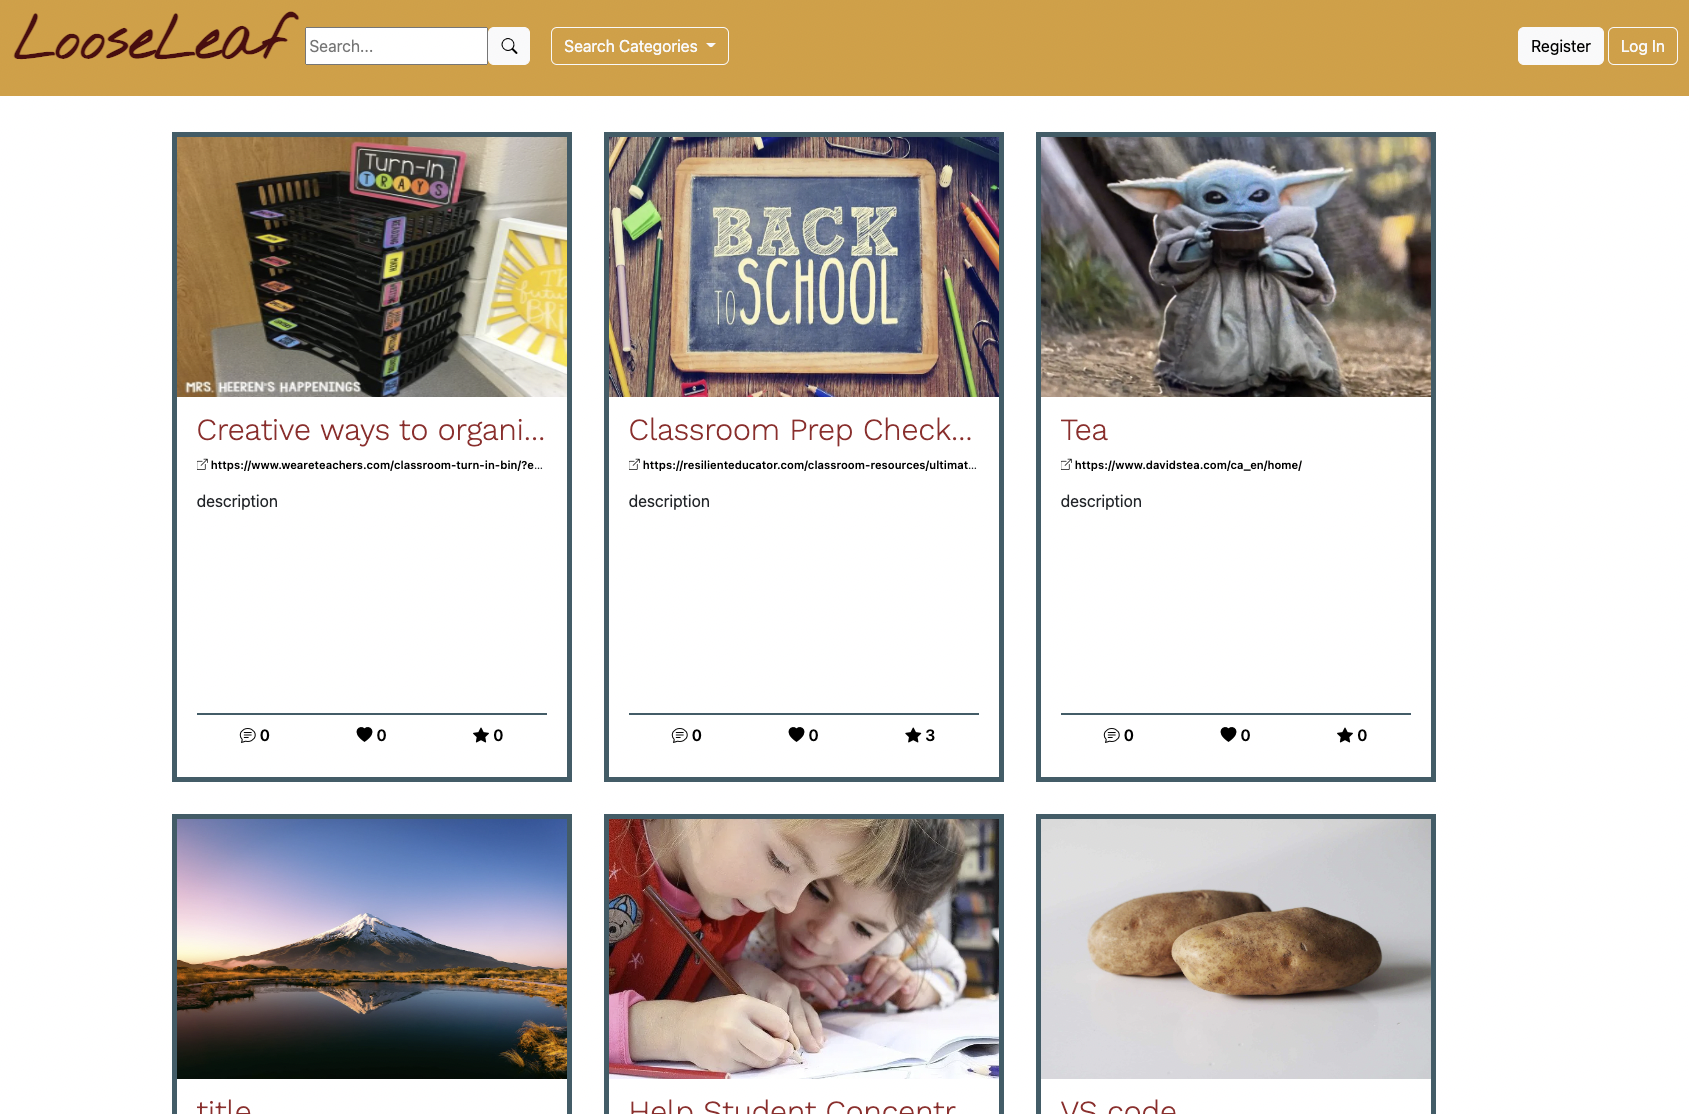 LooseLeaf
Search...
Search Categories
Register
Log In
Turn-In
TRAYS
READING
MATH
MRS. HEEREN'S HAPPENINGS
BACK
TO SCHOOL
Creative ways to organi...
https://www.weareteachers.com/classroom-turn-in-bin/?e...
description
0
0
0
Classroom Prep Check...
https://resilienteducator.com/classroom-resources/ultimat...
description
0
0
3
Tea
https://www.davidstea.com/ca_en/home/
description
0
0
0
title
Help Student Concentr
VS code